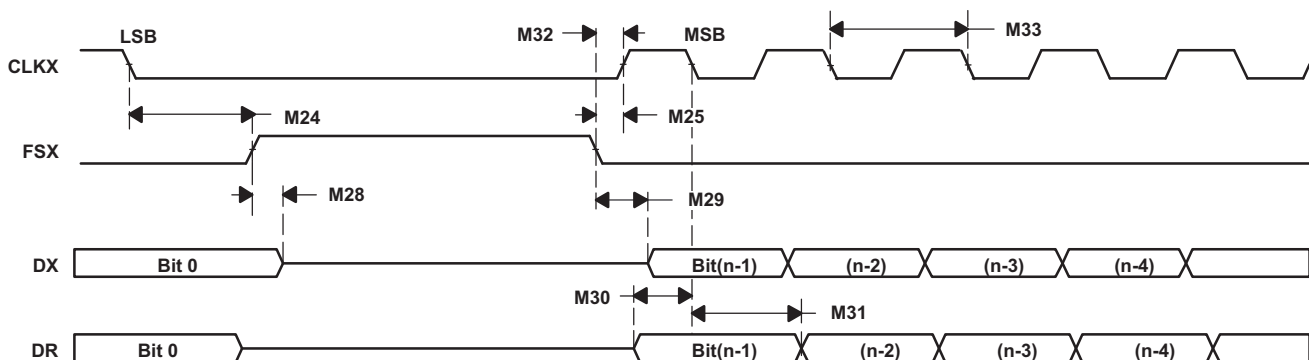 LSB
M32
MSB
M33
CLKX
M24
M25
FSX
M28
M29
DX
Bit 0
Bit(n-1)
(n-2)
(n-3)
(n-4)
M30
M31
DR
Bit 0
Bit(n-1)
(n-2)
(n-3)
(n-4)